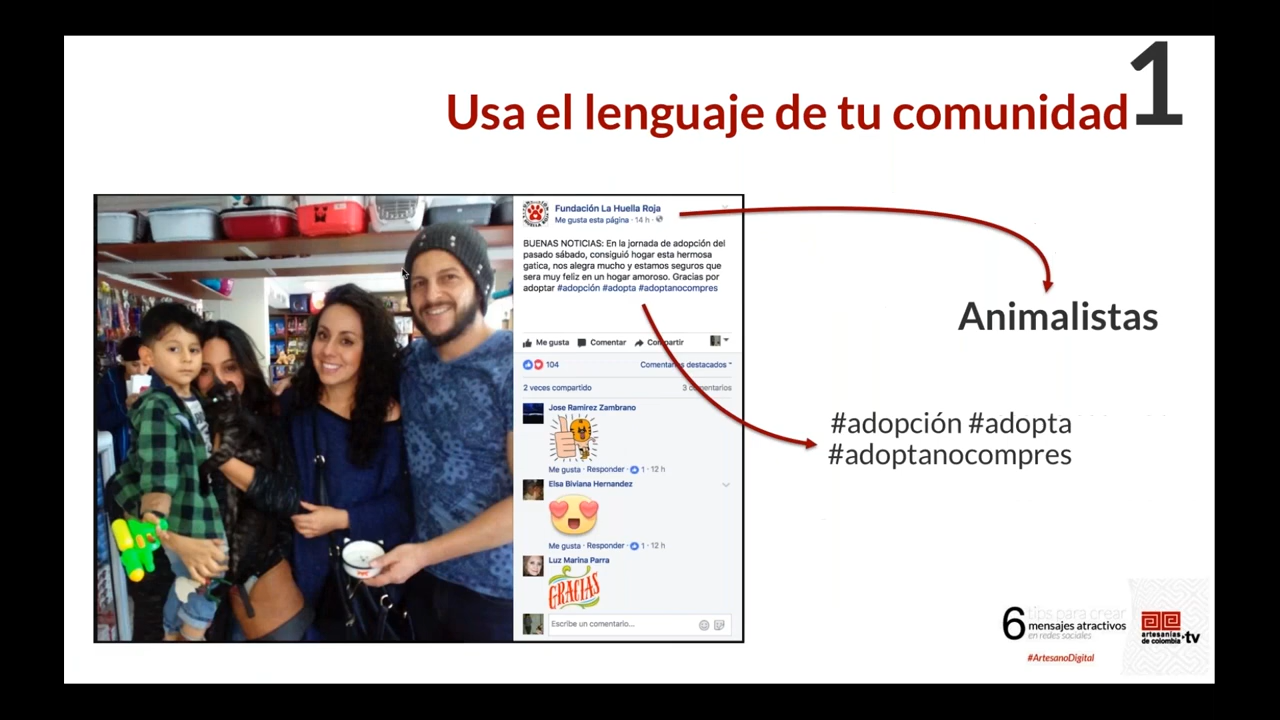 1
Usa el lenguaje de tu comunidad
Fundación La Huella Roja
Me gusta esta página · 14 h ·
BUENAS NOTICIAS: En la jornada de adopción del
pasado sábado, consiguió hogar esta hermosa
gatica, nos alegra mucho y estamos seguros que
sera muy feliz en un hogar amoroso. Gracias por
adoptar #adopción #adopta #adoptanocompres
Me gusta Comentar Compartir
104 Comentarios destacados
2 veces compartido 3 comentarios
Jose Ramirez Zambrano
Me gusta · Responder · 1 · 12 h
Elsa Biviana Hernandez
Me gusta · Responder · 1 · 12 h
Luz Marina Parra
GRACIAS
Escribe un comentario...
Animalistas
#adopción #adopta
#adoptanocompres
6 tips para crear
mensajes atractivos
en redes sociales
#ArtesanoDigital
artesanías
de colombia .tv